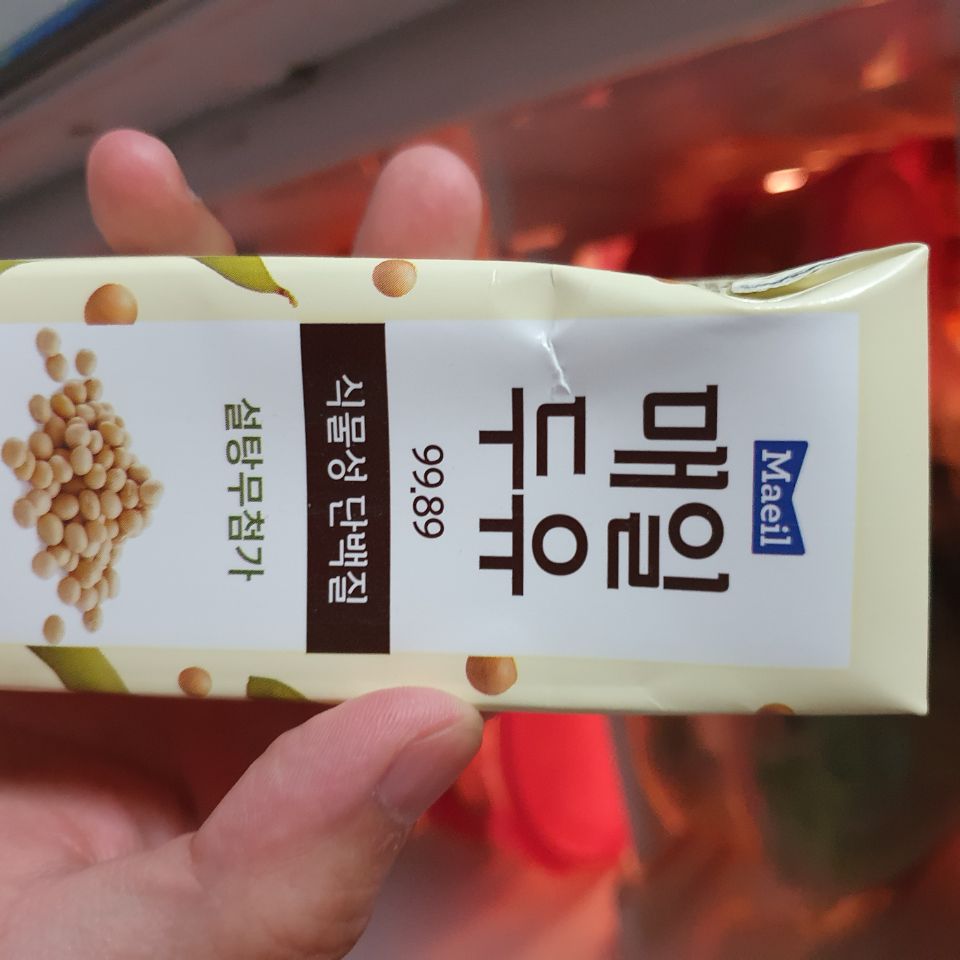 Maeil
매일
두유
99.89
식물성 단백질
설탕무첨가